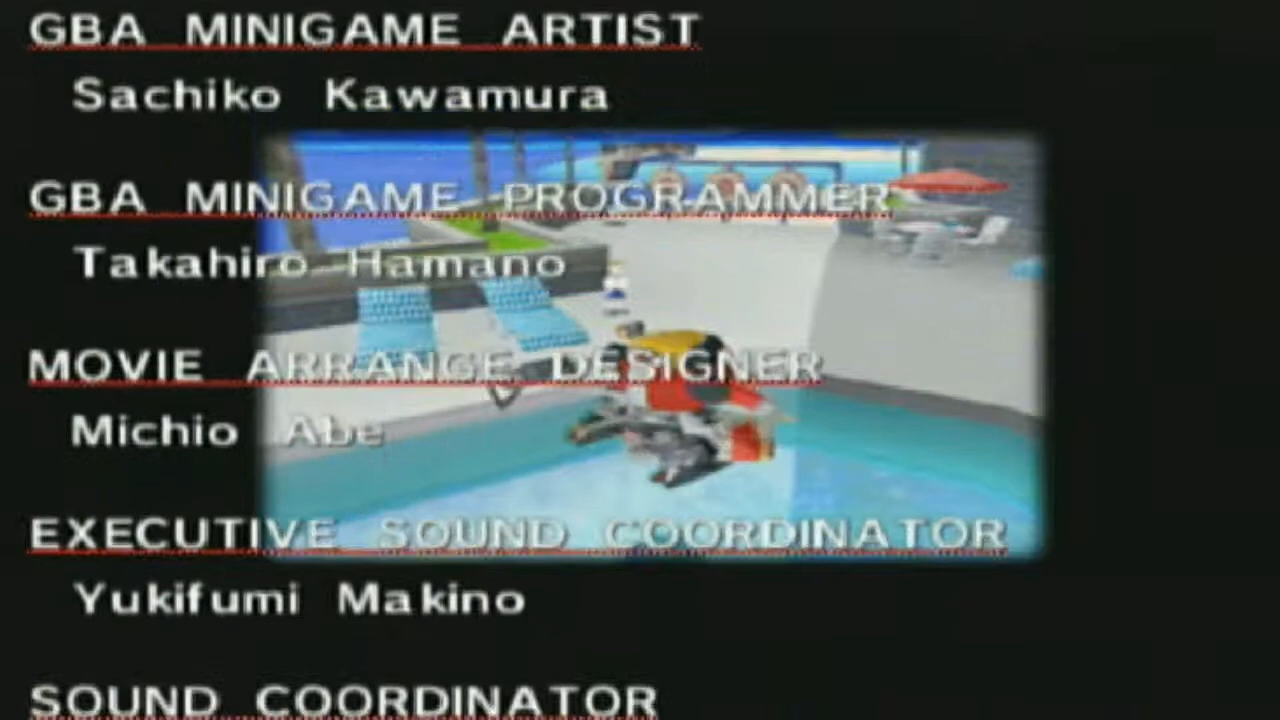 GBA MINIGAME ARTIST
Sachiko Kawamura
GBA MINIGAME PROGRAMMER
Takahiro Hamano
MOVIE ARRANGE DESIGNER
Michio Abe
EXECUTIVE SOUND COORDINATOR
Yukifumi Makino
SOUND COORDINATOR